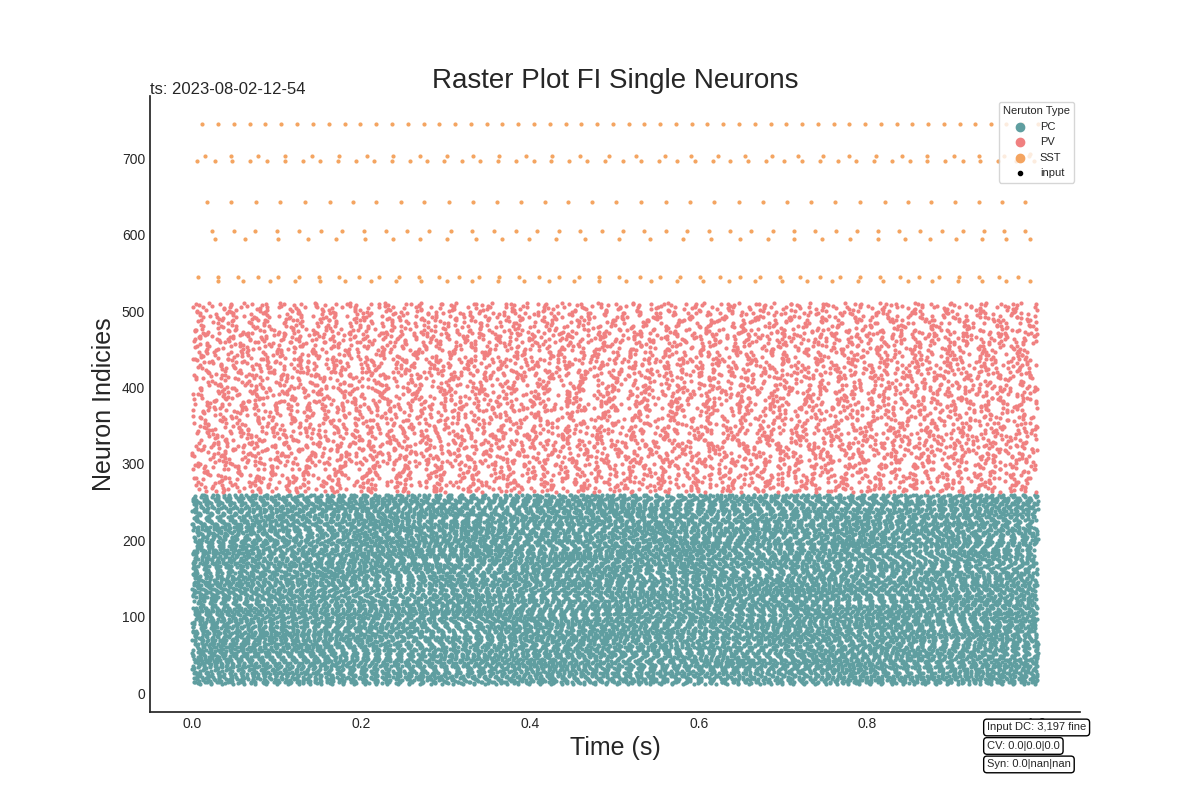 Raster Plot FI Single Neurons
ts: 2023-08-02-12-54
Neruton Type
PC
PV
SST
input
Neuron Indicies
700
600
500
400
300
200
100
0
0.0 0.2 0.4 0.6 0.8
Time (s)
Input DC: 3,197 fine
CV: 0.0|0.0|0.0
Syn: 0.0|nan|nan